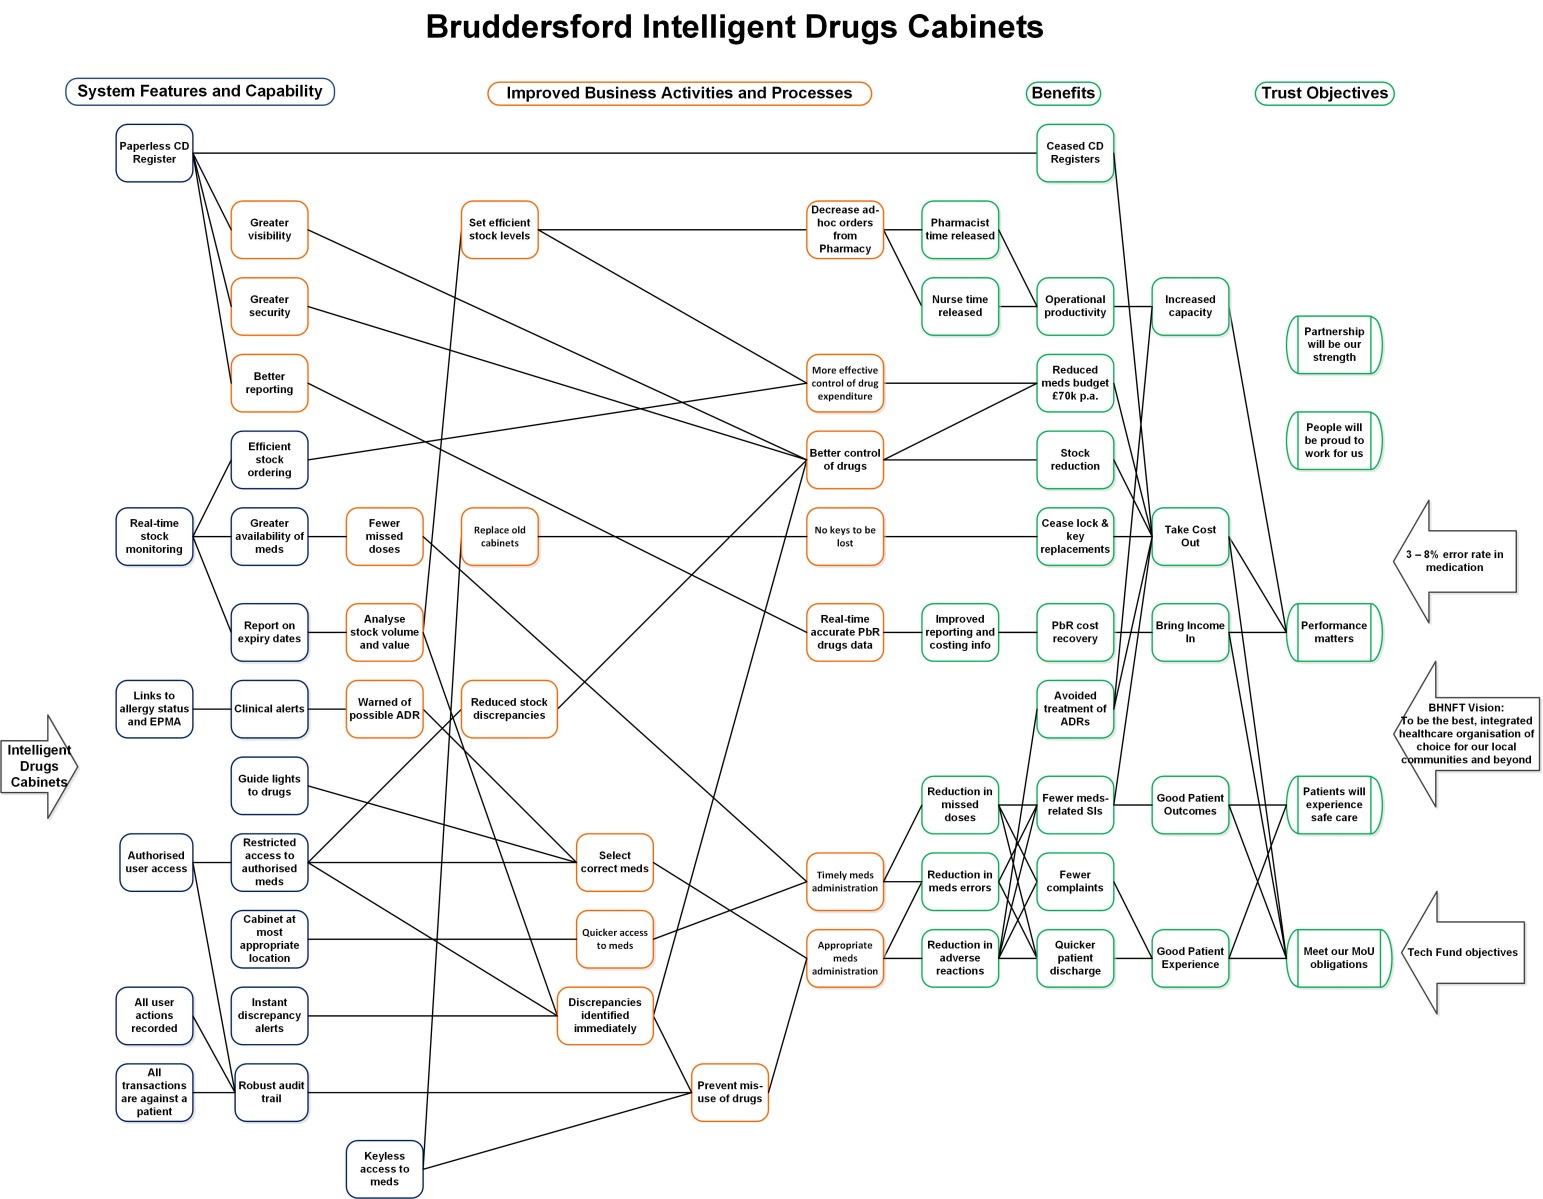 Bruddersford Intelligent Drugs Cabinets
System Features and Capability
Improved Business Activities and Processes
Benefits
Trust Objectives
Paperless CD
Register
Ceased CD
Registers
Greater
visibility
Set efficient
stock levels
Decrease ad-
hoc orders
from
Pharmacy
Pharmacist
time released
Greater
security
Nurse time
released
Operational
productivity
Increased
capacity
Partnership
will be our
strength
Better
reporting
More effective
control of drug
expenditure
Reduced
meds budget
£70k p.a.
People will
be proud to
work for us
Efficient
stock
ordering
Better control
of drugs
Stock
reduction
Real-time
stock
monitoring
Greater
availability of
meds
Fewer
missed
doses
Replace old
cabinets
No keys to be
lost
Cease lock &
key
replacements
Take Cost
Out
3 – 8% error rate in
medication
Report on
expiry dates
Analyse
stock volume
and value
Real-time
accurate PbR
drugs data
Improved
reporting and
costing info
PbR cost
recovery
Bring Income
In
Performance
matters
Links to
allergy status
and EPMA
Clinical alerts
Warned of
possible ADR
Reduced stock
discrepancies
Avoided
treatment of
ADRs
BHNFT Vision:
To be the best, integrated
healthcare organisation of
choice for our local
communities and beyond
Intelligent
Drugs
Cabinets
Guide lights
to drugs
Reduction in
missed
doses
Fewer meds-
related SIs
Good Patient
Outcomes
Patients will
experience
safe care
Authorised
user access
Restricted
access to
authorised
meds
Select
correct meds
Timely meds
administration
Reduction in
meds errors
Fewer
complaints
Cabinet at
most
appropriate
location
Quicker access
to meds
Appropriate
meds
administration
Reduction in
adverse
reactions
Quicker
patient
discharge
Good Patient
Experience
Meet our MoU
obligations
Tech Fund objectives
All user
actions
recorded
Instant
discrepancy
alerts
Discrepancies
identified
immediately
All
transactions
are against a
patient
Robust audit
trail
Prevent mis-
use of drugs
Keyless
access to
meds